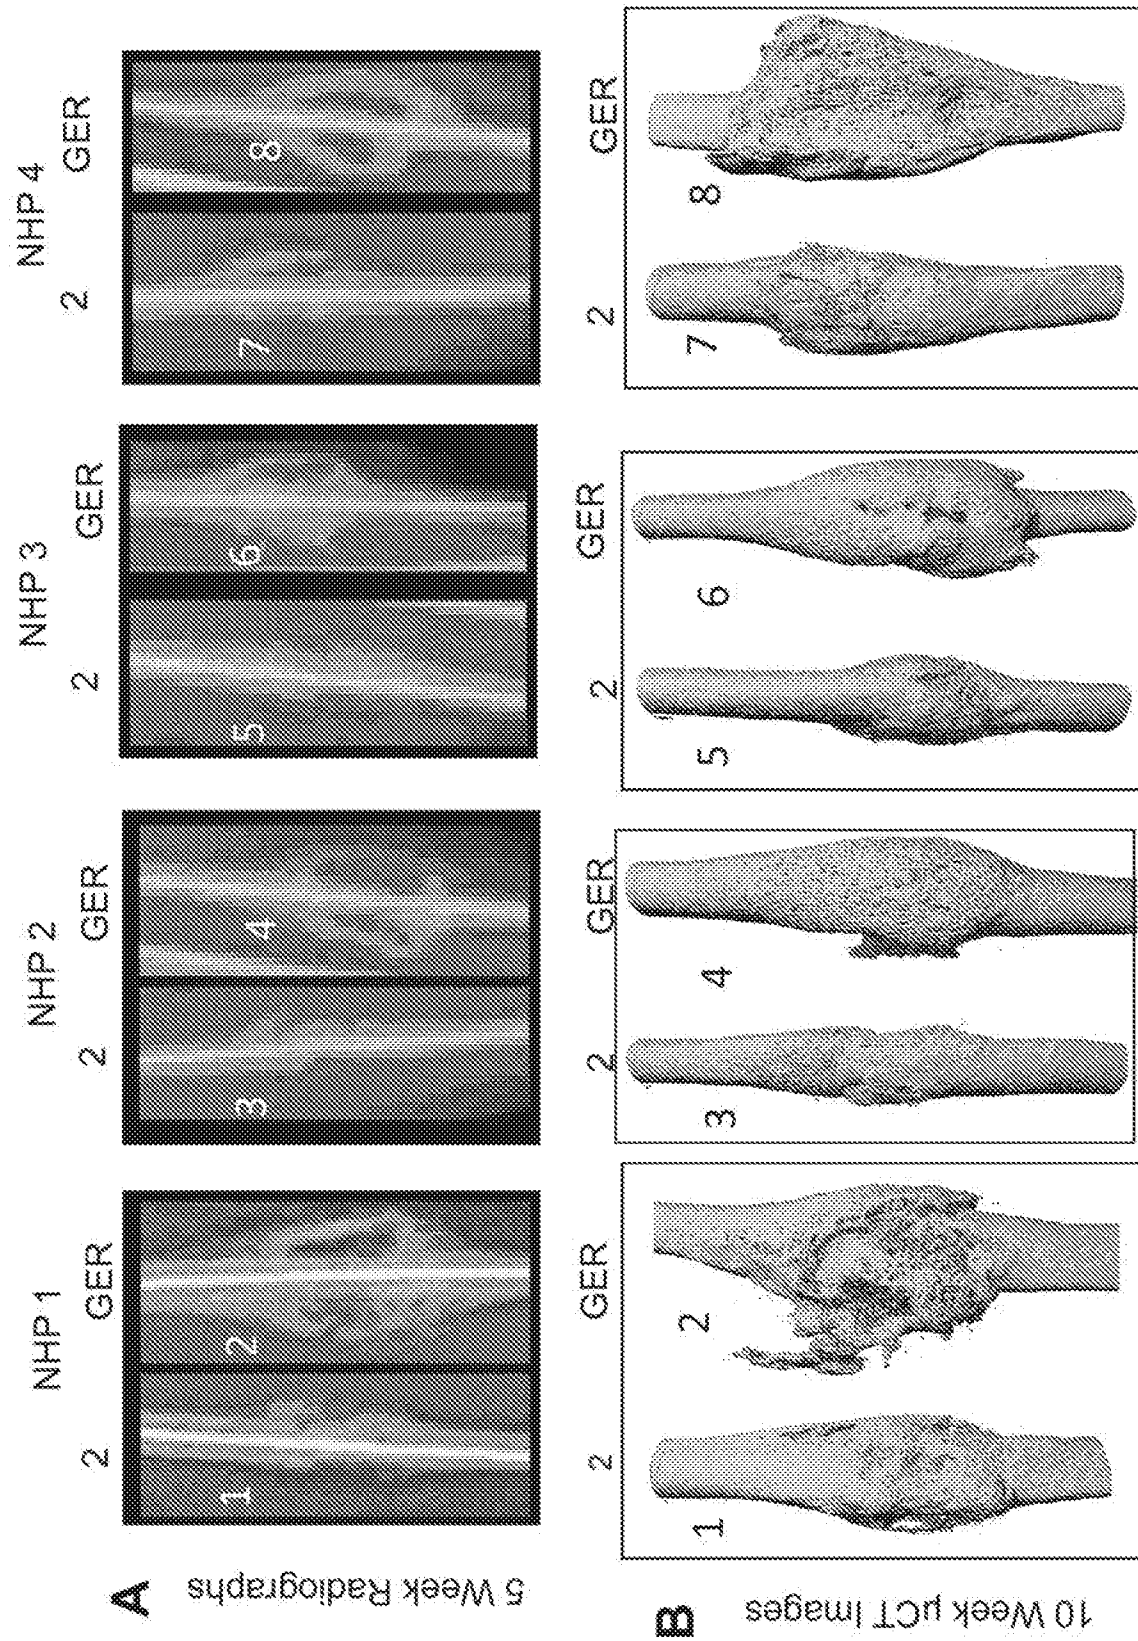 NHP 1
NHP 2
NHP 3
NHP 4
2 GER
2 GER
2 GER
2 GER
A
5 Week Radiographs
1 2
3 4
5 6
7 8
2 GER
2 GER
2 GER
2 GER
B
10 Week µCT Images
1 2
3 4
5 6
7 8